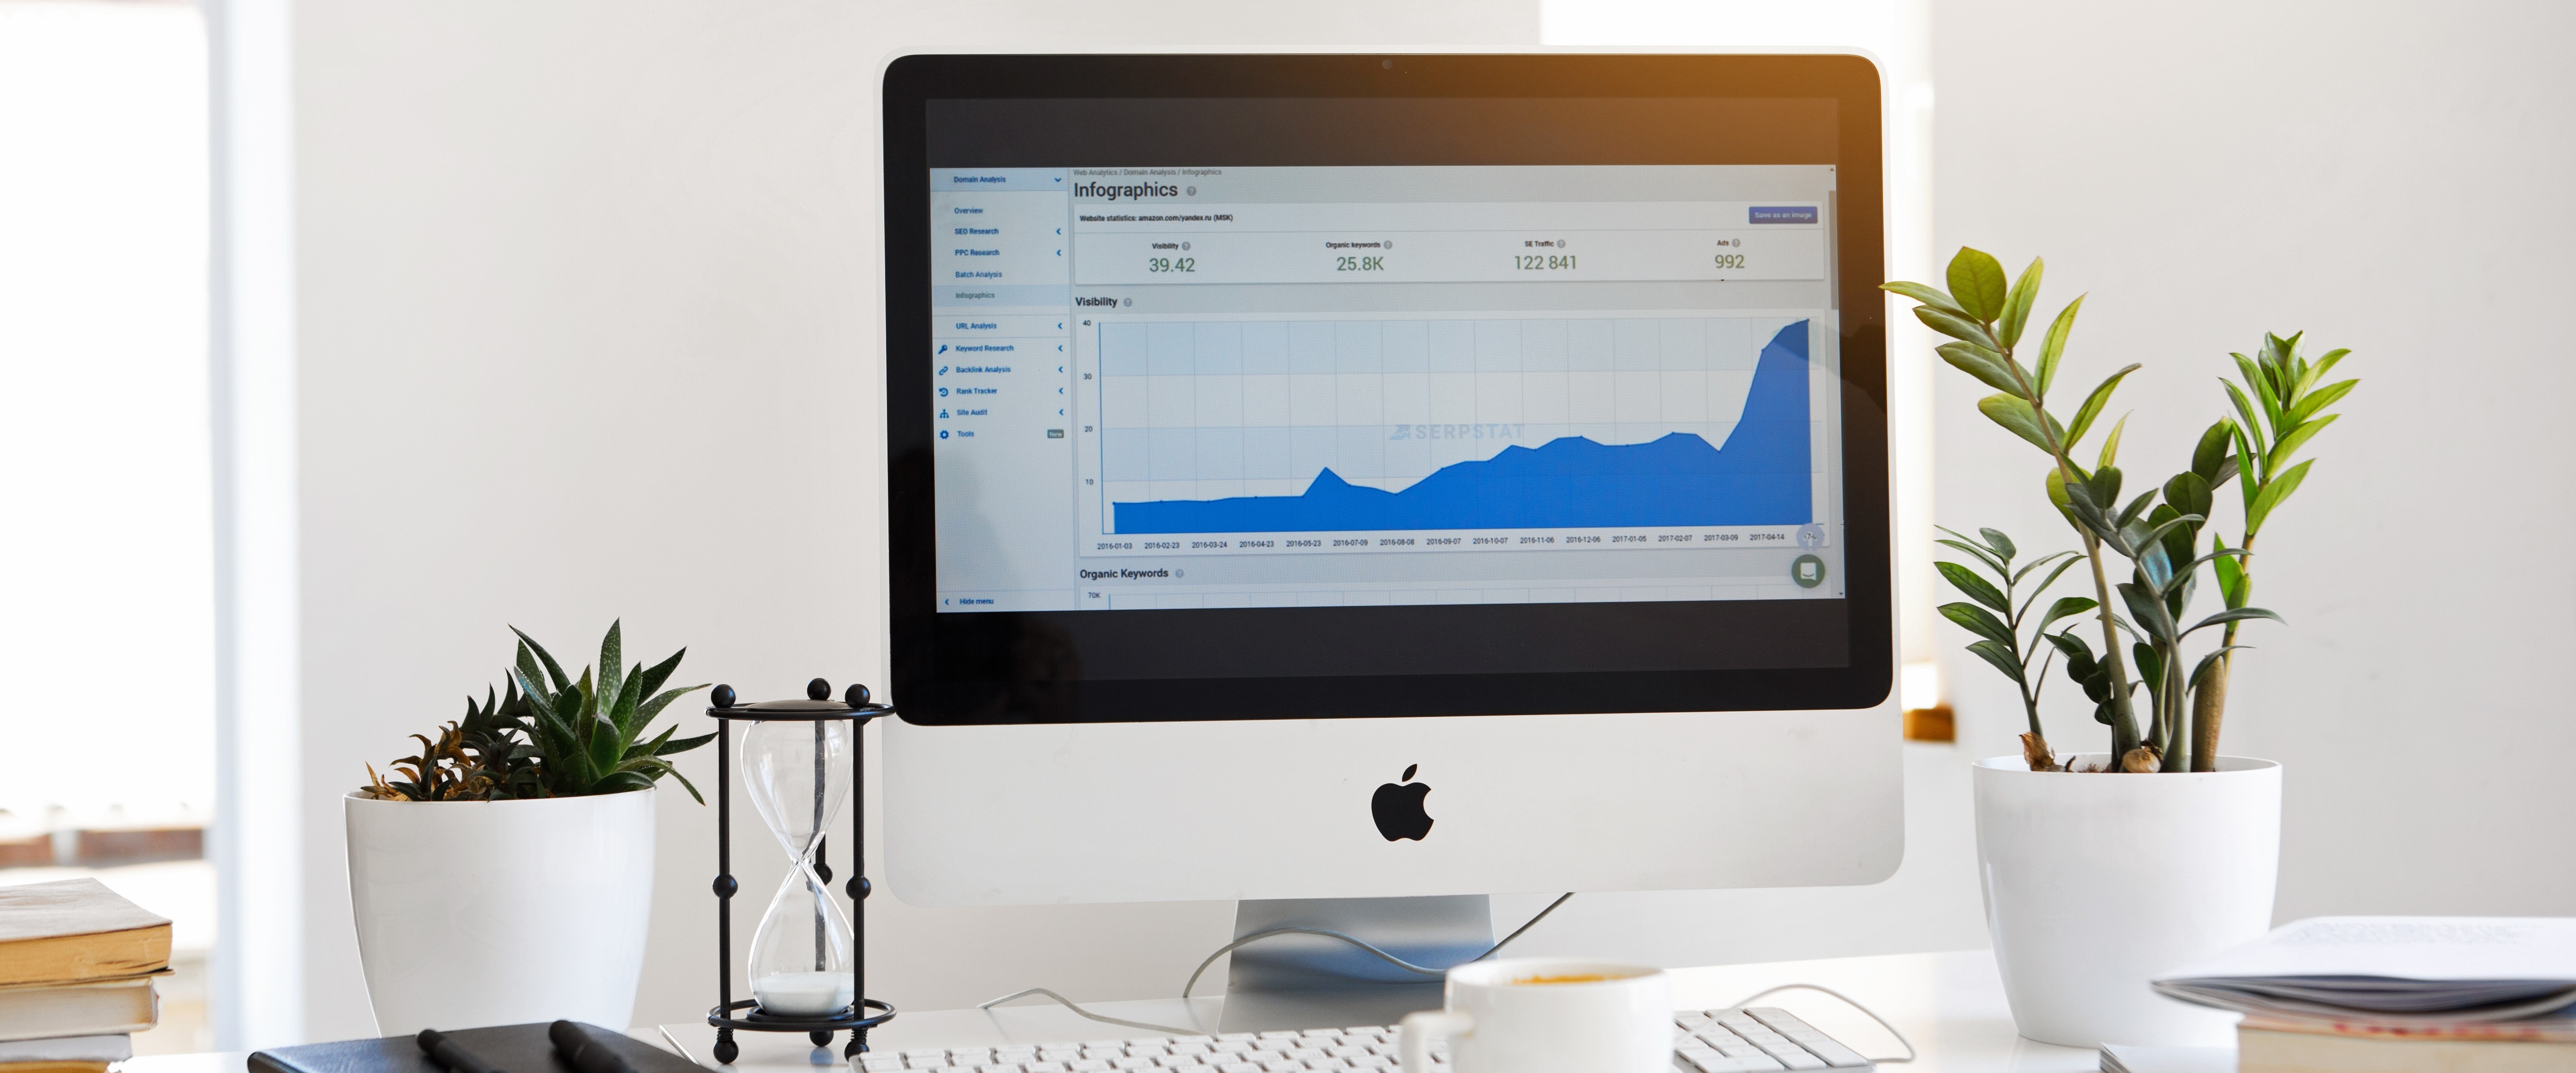 Domain Analysis
Overview
SEO Research
PPC Research
Batch Analysis
Infographics
URL Analysis
Keyword Research
Backlink Analysis
Rank Tracker
Site Audit
Tools New
Hide menu
Web Analytics / Domain Analysis / Infographics
Infographics
Website statistics: amazon.com/yandex.ru (MSK)
Save as an image
Visibility Organic keywords SE Traffic Ads
39.42 25.8K 122 841 992
Visibility
40
30
20
10
SERPSTAT
2016-01-03 2016-02-23 2016-03-24 2016-04-23 2016-05-23 2016-07-09 2016-08-08 2016-09-07 2016-10-07 2016-11-06 2016-12-06 2017-01-05 2017-02-07 2017-03-09 2017-04-14
Organic Keywords
70K